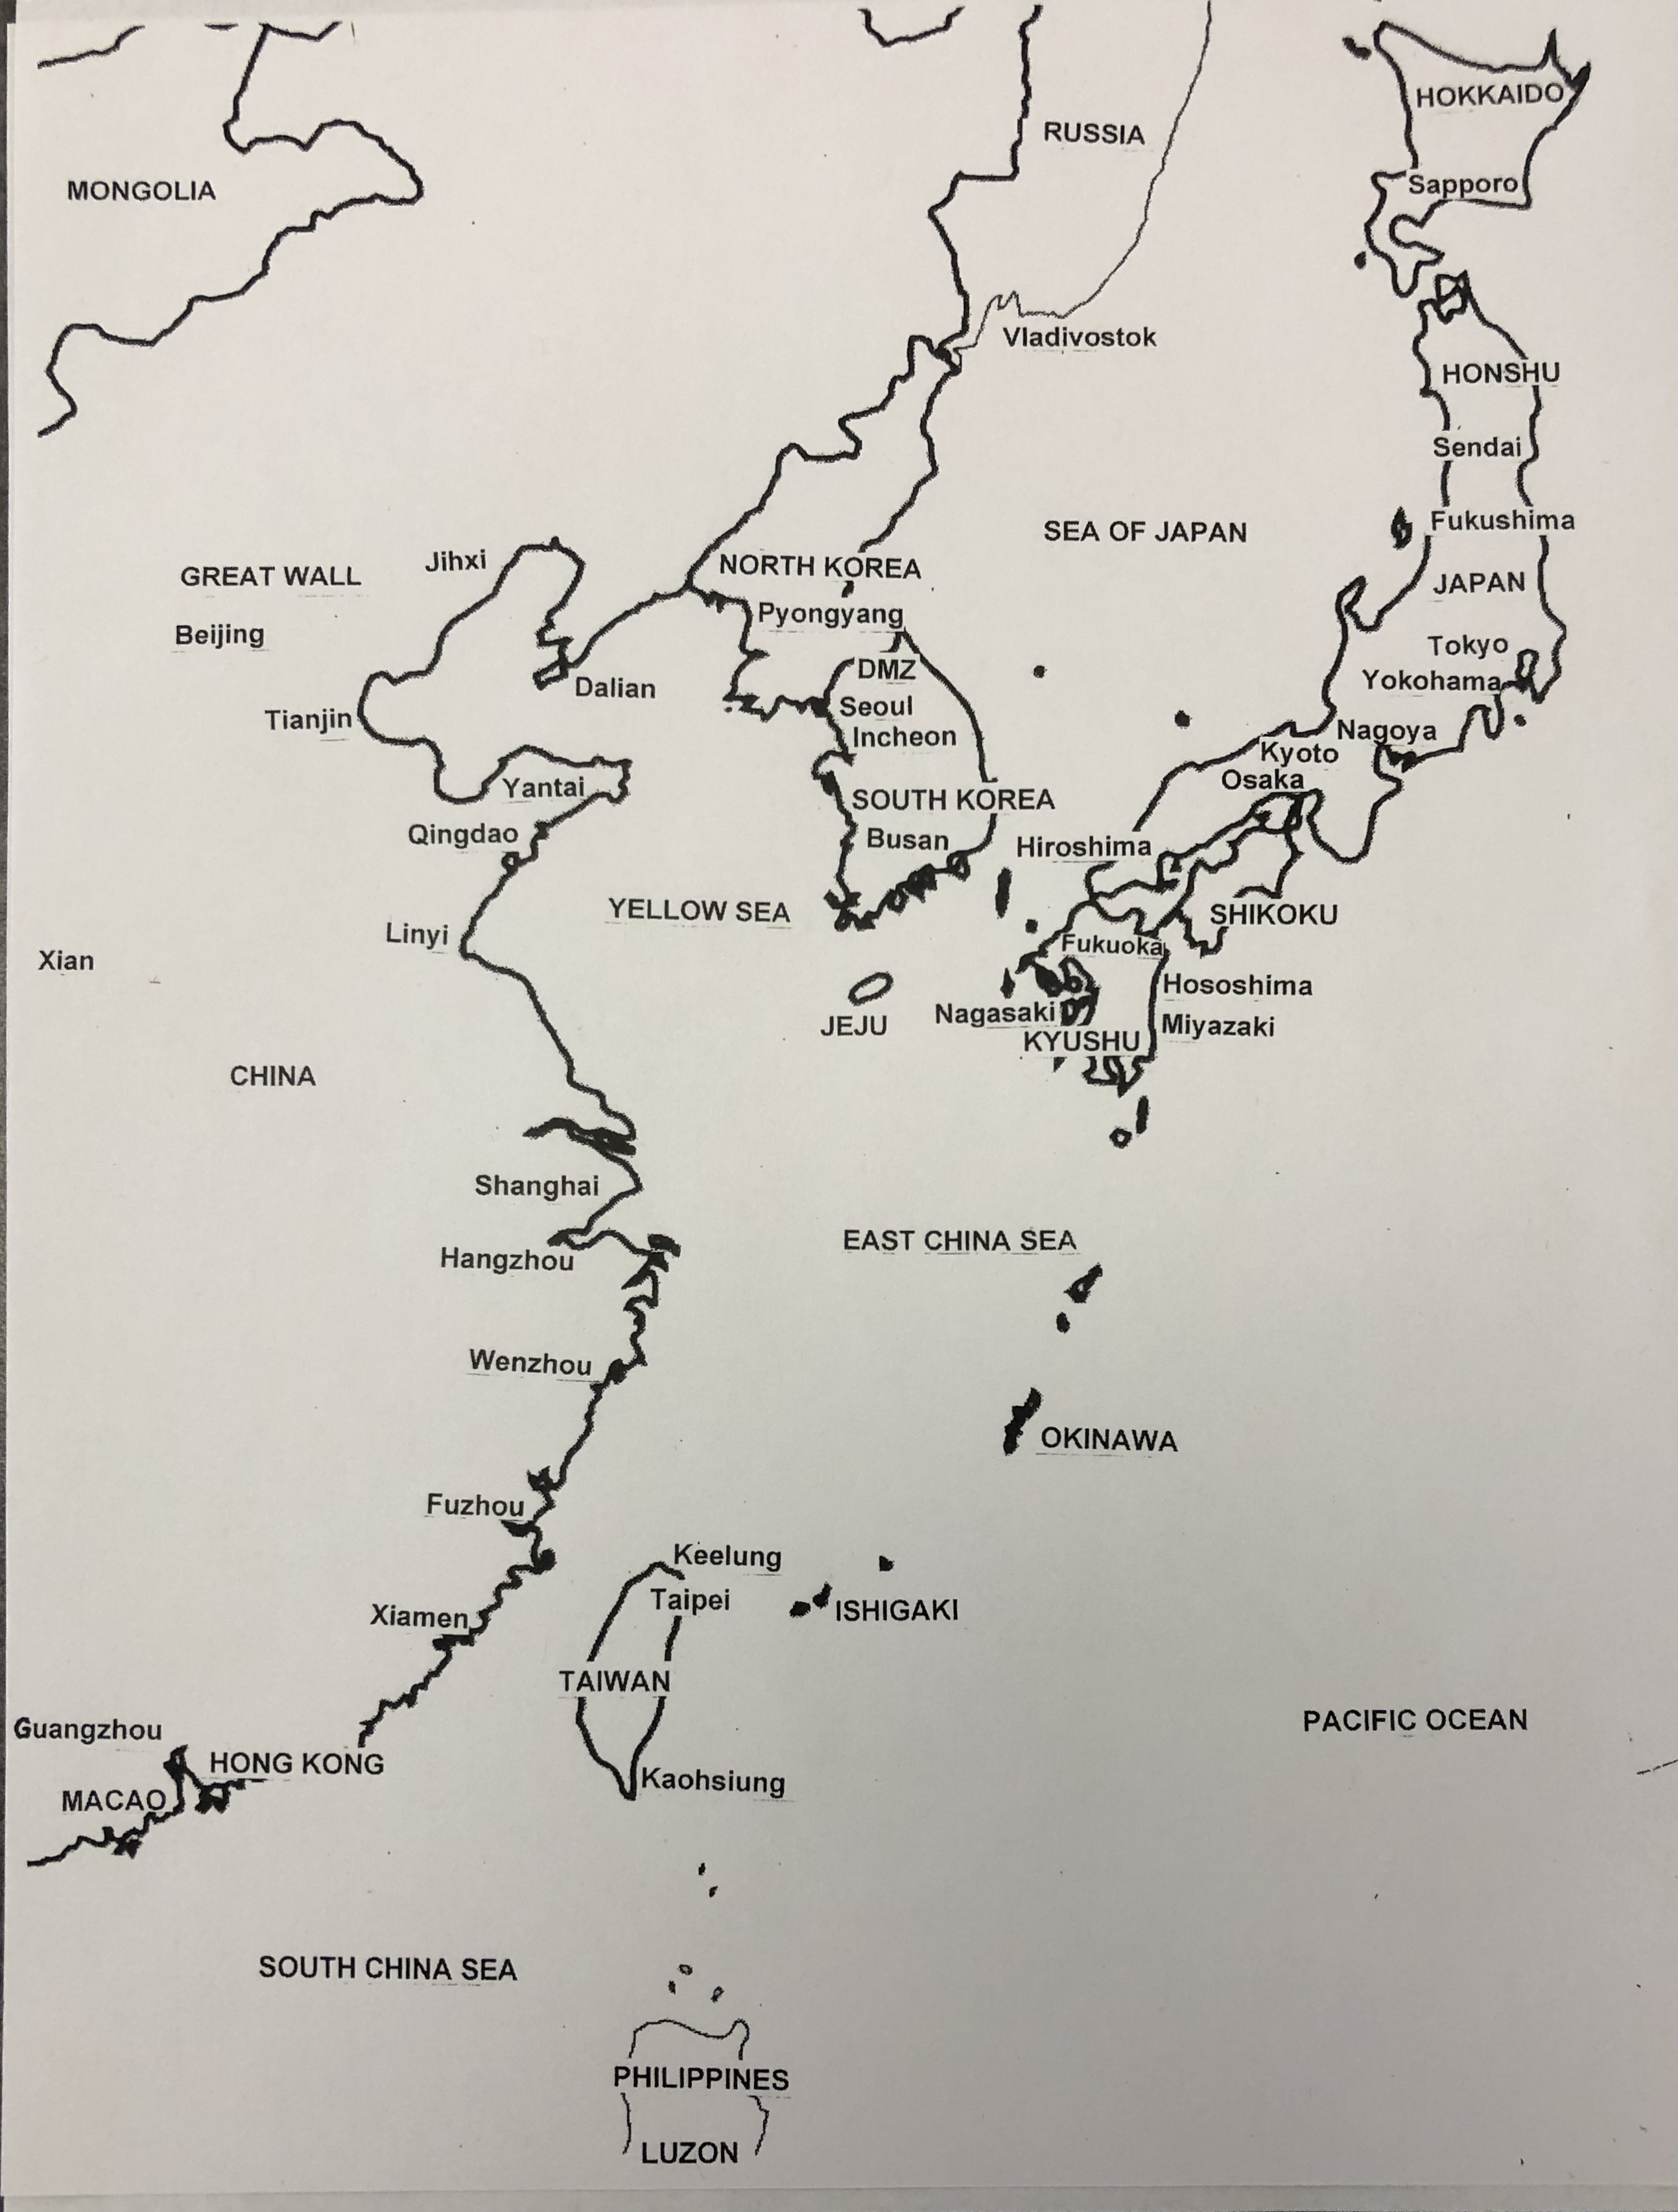 HOKKAIDO
RUSSIA
Sapporo
MONGOLIA
Vladivostok
HONSHU
Sendai
Fukushima
SEA OF JAPAN
Jihxi
NORTH KOREA
GREAT WALL
JAPAN
Pyongyang
Beijing
Tokyo
DMZ
Yokohama
Dalian
Seoul
Tianjin
Nagoya
Incheon
Kyoto
Osaka
Yantai
SOUTH KOREA
Qingdao
Busan
Hiroshima
YELLOW SEA
SHIKOKU
Linyi
Fukuoka
Xian
Hososhima
Nagasaki
JEJU
Miyazaki
KYUSHU
CHINA
Shanghai
EAST CHINA SEA
Hangzhou
Wenzhou
OKINAWA
Fuzhou
Keelung
Taipei
ISHIGAKI
Xiamen
TAIWAN
PACIFIC OCEAN
Guangzhou
HONG KONG
Kaohsiung
MACAO
SOUTH CHINA SEA
PHILIPPINES
LUZON